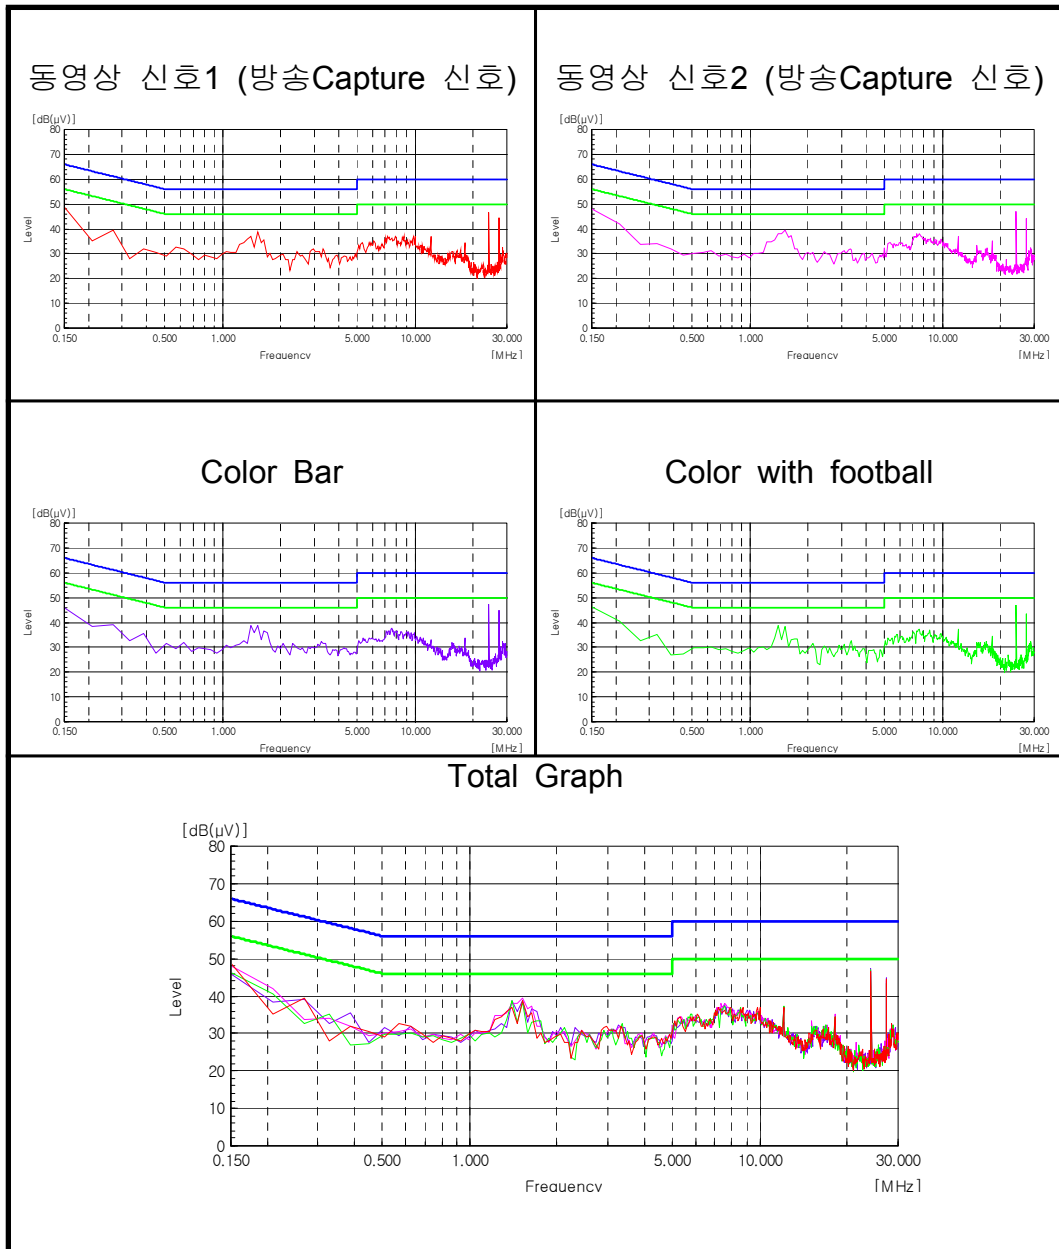 동영상 신호1 (방송Capture 신호)
[dB(μV)]
80
70
60
50
40
30
20
10
0
Level
0.150 0.500 1.000 5.000 10.000 30.000
Frequency [MHz]
동영상 신호2 (방송Capture 신호)
[dB(μV)]
80
70
60
50
40
30
20
10
0
Level
0.150 0.500 1.000 5.000 10.000 30.000
Frequency [MHz]
Color Bar
[dB(μV)]
80
70
60
50
40
30
20
10
0
Level
0.150 0.500 1.000 5.000 10.000 30.000
Frequency [MHz]
Color with football
[dB(μV)]
80
70
60
50
40
30
20
10
0
Level
0.150 0.500 1.000 5.000 10.000 30.000
Frequency [MHz]
Total Graph
[dB(μV)]
80
70
60
50
40
30
20
10
0
Level
0.150 0.500 1.000 5.000 10.000 30.000
Frequency [MHz]